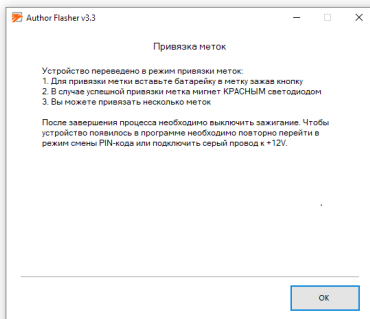 Author Flasher v3.3
Привязка меток
Устройство переведено в режим привязки меток:
1. Для привязки метки вставьте батарейку в метку зажав кнопку
2. В случае успешной привязки метка мигнет КРАСНЫМ светодиодом
3. Вы можете привязать несколько меток
После завершения процесса необходимо выключить зажигание. Чтобы
устройство появилось в программе необходимо повторно перейти в
режим смены PIN-кода или подключить серый провод к +12V.
ОК